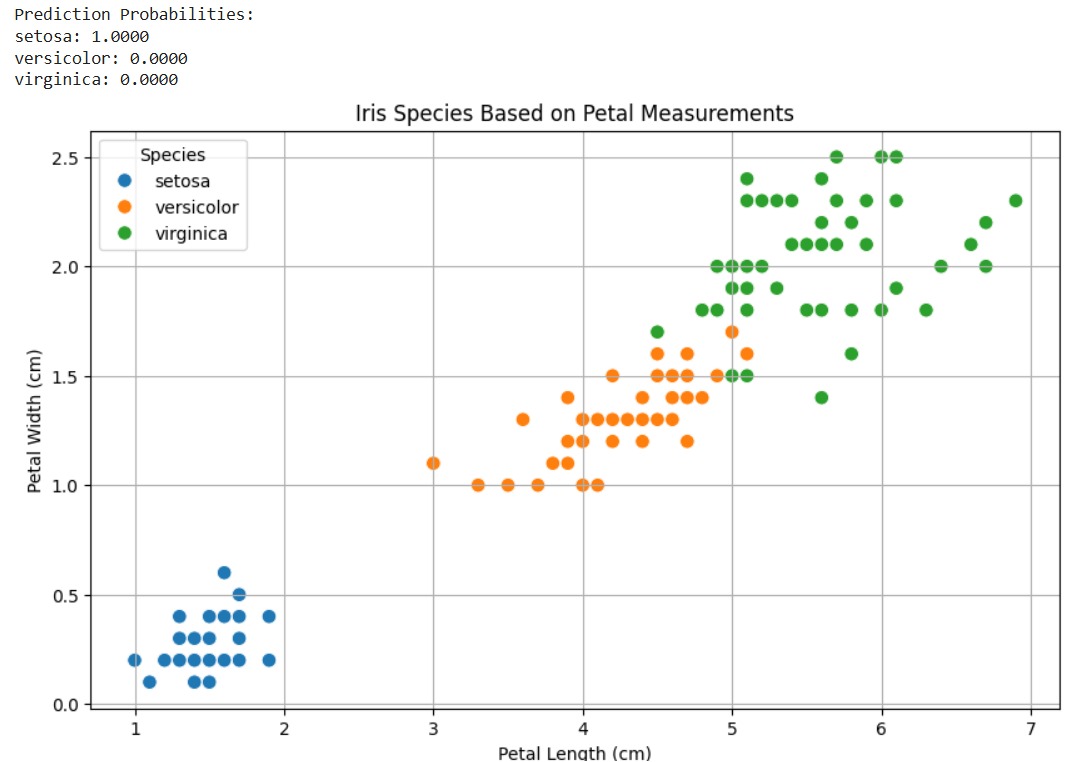 Prediction Probabilities:
setosa: 1.0000
versicolor: 0.0000
virginica: 0.0000
Iris Species Based on Petal Measurements
Species
setosa
versicolor
virginica
Petal Width (cm)
2.5
2.0
1.5
1.0
0.5
0.0
1 2 3 4 5 6 7
Petal Length (cm)